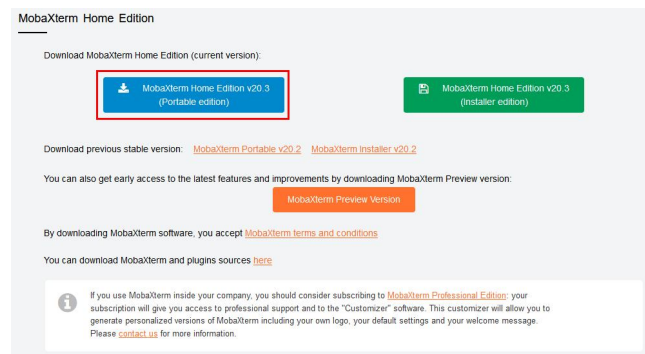 MobaXterm Home Edition
Download MobaXterm Home Edition (current version):
MobaXterm Home Edition v20.3
(Portable edition)
MobaXterm Home Edition v20.3
(Installer edition)
Download previous stable version: MobaXterm Portable v20.2 MobaXterm Installer v20.2
You can also get early access to the latest features and improvements by downloading MobaXterm Preview version:
MobaXterm Preview Version
By downloading MobaXterm software, you accept MobaXterm terms and conditions
You can download MobaXterm and plugins sources here
If you use MobaXterm inside your company, you should consider subscribing to MobaXterm Professional Edition: your
subscription will give you access to professional support and to the "Customizer" software. This customizer will allow you to
generate personalized versions of MobaXterm including your own logo, your default settings and your welcome message.
Please contact us for more information.